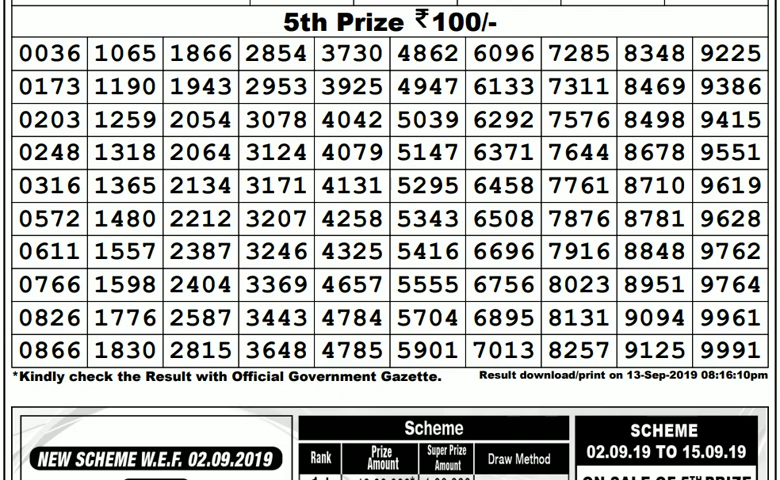 5th Prize ₹100/-
0036 1065 1866 2854 3730 4862 6096 7285 8348 9225
0173 1190 1943 2953 3925 4947 6133 7311 8469 9386
0203 1259 2054 3078 4042 5039 6292 7576 8498 9415
0248 1318 2064 3124 4079 5147 6371 7644 8678 9551
0316 1365 2134 3171 4131 5295 6458 7761 8710 9619
0572 1480 2212 3207 4258 5343 6508 7876 8781 9628
0611 1557 2387 3246 4325 5416 6696 7916 8848 9762
0766 1598 2404 3369 4657 5555 6756 8023 8951 9764
0826 1776 2587 3443 4784 5704 6895 8131 9094 9961
0866 1830 2815 3648 4785 5901 7013 8257 9125 9991
*Kindly check the Result with Official Government Gazette. Result download/print on 13-Sep-2019 08:16:10pm
NEW SCHEME W.E.F. 02.09.2019
Scheme
Rank Prize Amount Super Prize Amount Draw Method
SCHEME
02.09.19 TO 15.09.19
ON SALE OF 5TH PRIZE